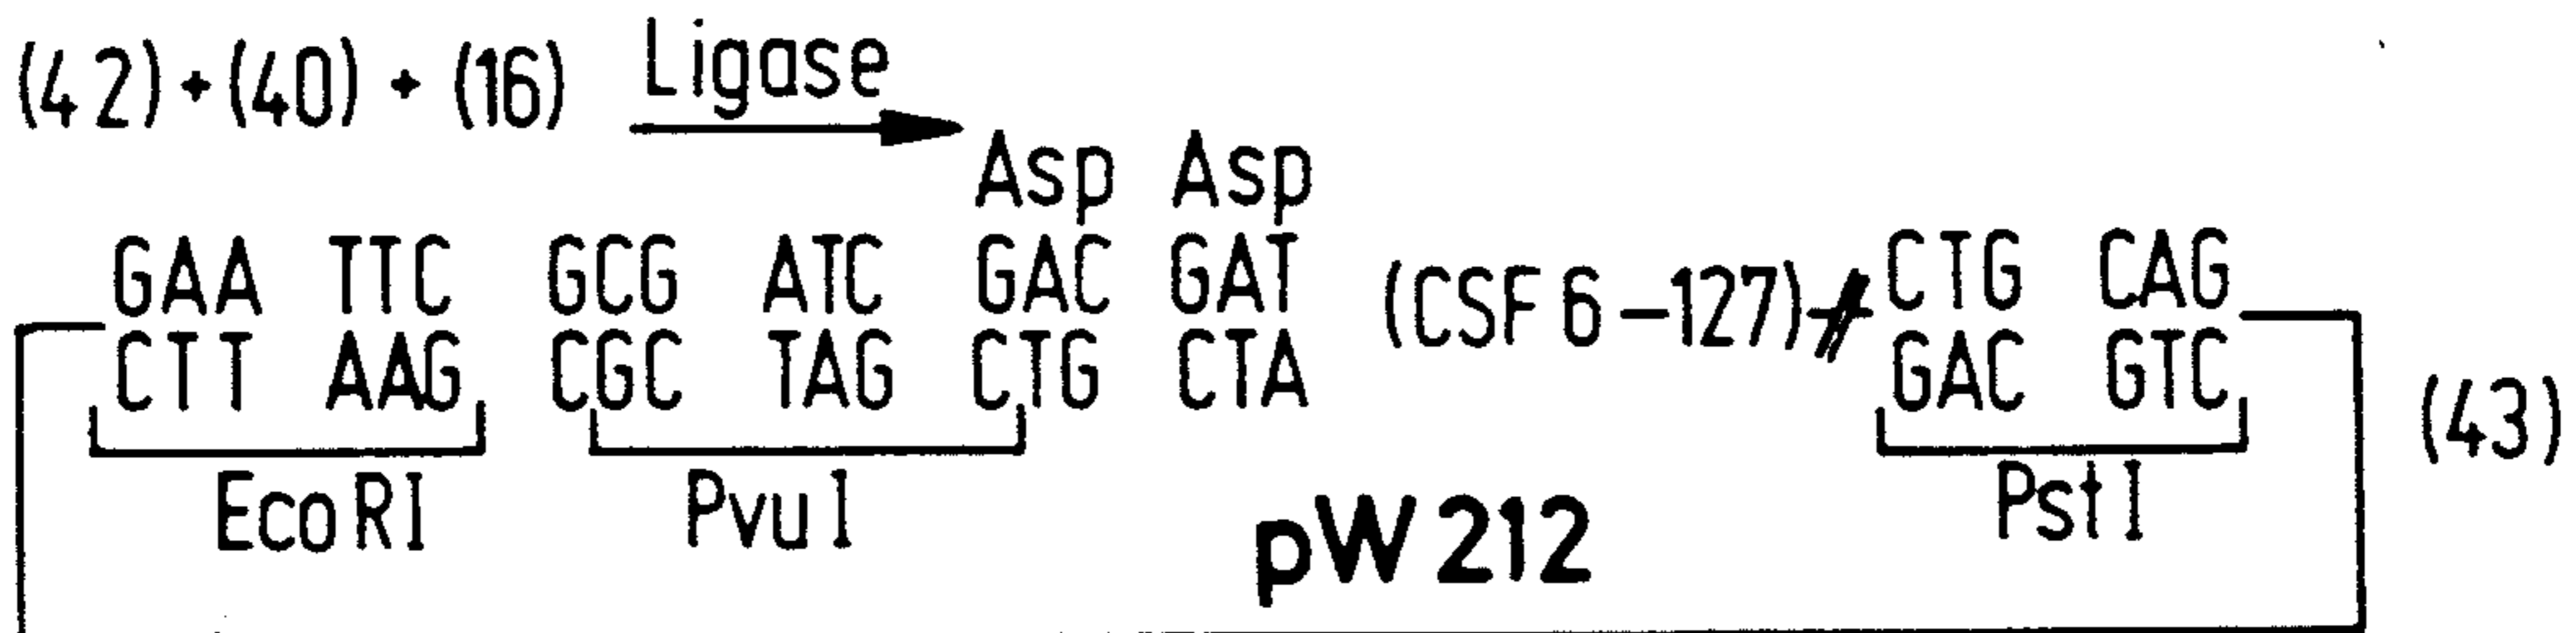 (42)+(40)+(16) Ligase
Asp Asp
GAA TTC GCG ATC GAC GAT (CSF 6-127) CTG CAG
CTT AAG CGC TAG CTG CTA GAC GTC
(43)
EcoRI PvuI PstI
pW 212